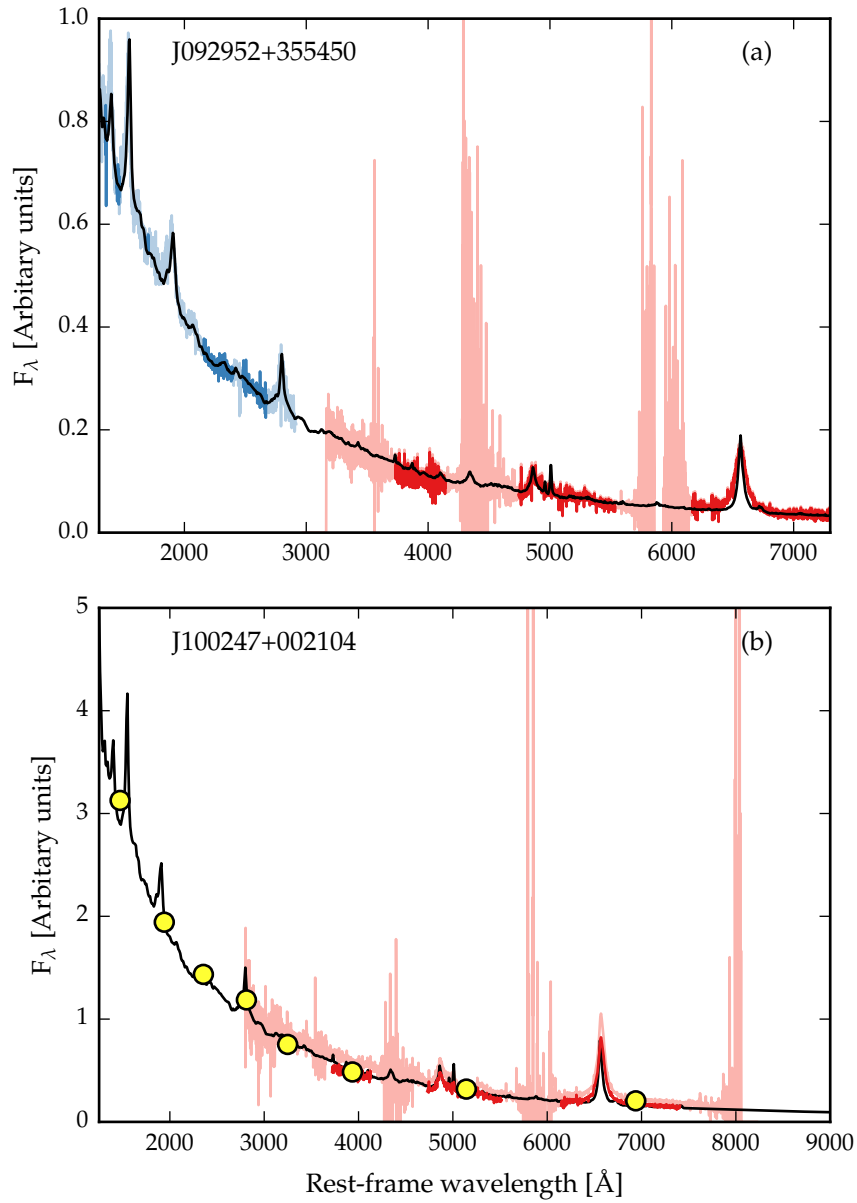 J092952+355450
(a)
F_λ [Arbitary units]
1.0
0.8
0.6
0.4
0.2
0.0
2000 3000 4000 5000 6000 7000
J100247+002104
(b)
F_λ [Arbitary units]
5
4
3
2
1
0
2000 3000 4000 5000 6000 7000 8000 9000
Rest-frame wavelength [Å]